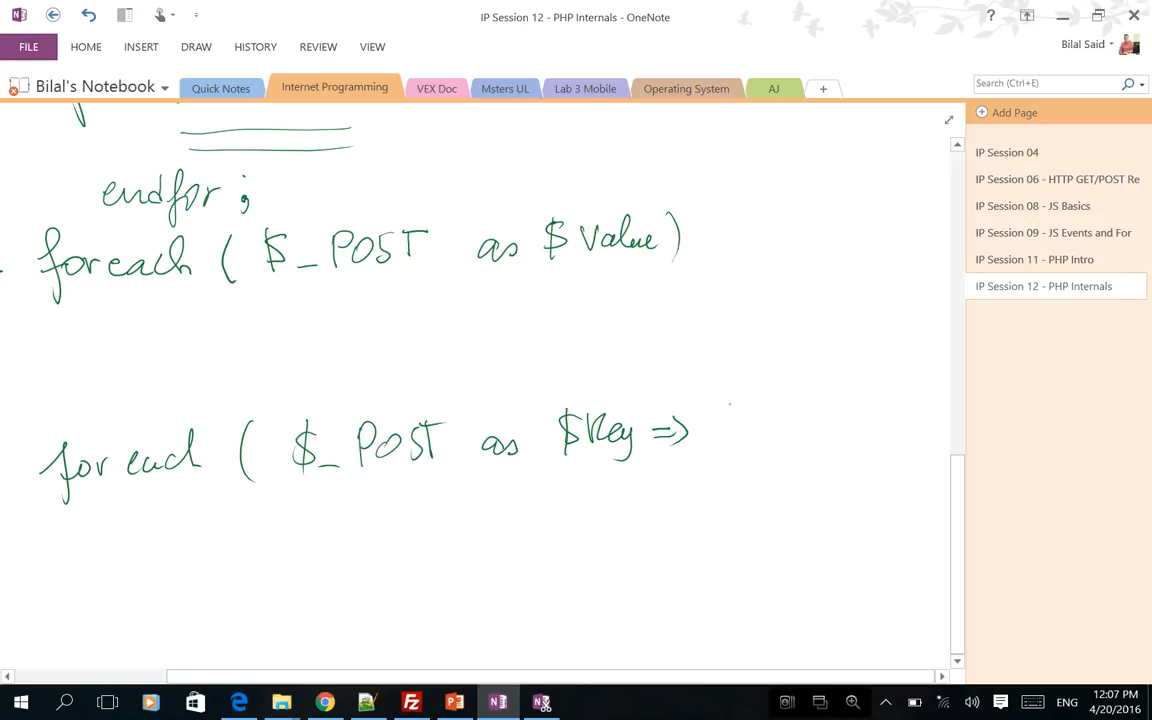 IP Session 12 - PHP Internals - OneNote
?
Bilal Said
FILE HOME INSERT DRAW HISTORY REVIEW VIEW
Bilal's Notebook
Quick Notes
Internet Programming
VEX Doc
Msters UL
Lab 3 Mobile
Operating System
AJ
+
Search (Ctrl+E)
Add Page
IP Session 04
IP Session 06 - HTTP GET/POST Re
IP Session 08 - JS Basics
IP Session 09 - JS Events and For
IP Session 11 - PHP Intro
IP Session 12 - PHP Internals
endfor ;
foreach ( $_POST as $Value)
foreach ( $_POST as $Key =>
ENG
12:07 PM
4/20/2016